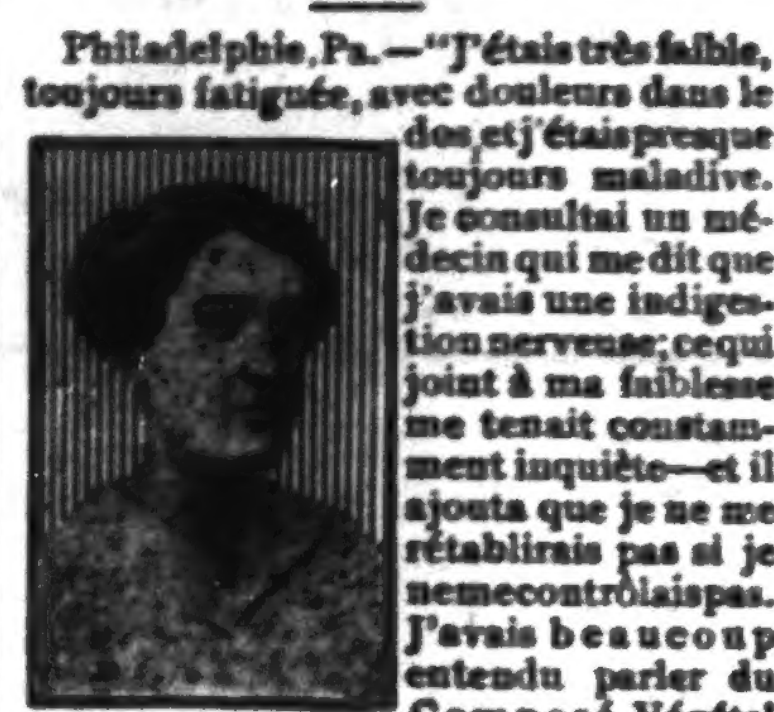 Philadelphie, Pa. — "J'étais très faible,
toujours fatiguée, avec douleurs dans le
dos, et j'étais presque
toujours maladive.
Je consultai un mé-
decin qui me dit que
j'avais une indiges-
tion nerveuse; ce qui
joint à ma faiblesse
me tenait constam-
ment inquiète—et il
ajouta que je ne me
rétablirais pas si je
ne me contrôlais pas.
J'avais beaucoup
entendu parler du
Composé Végétal